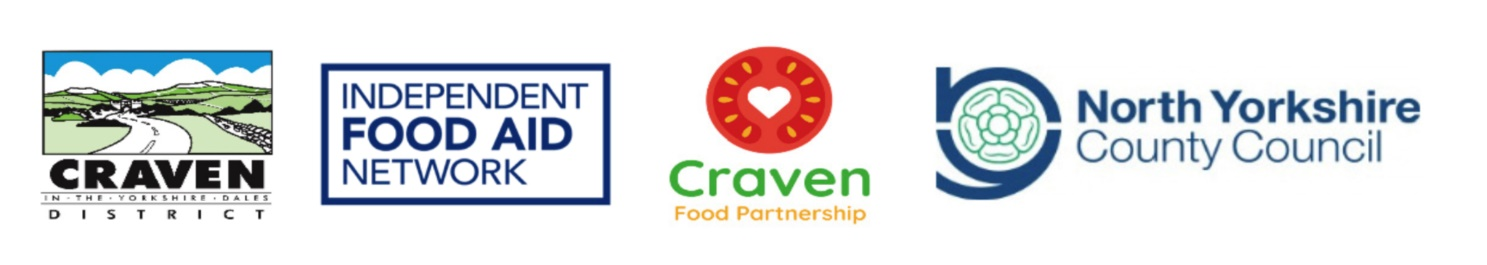 CRAVEN
IN · THE · YORKSHIRE · DALES
DISTRICT
INDEPENDENT
FOOD AID
NETWORK
Craven
Food Partnership
North Yorkshire
County Council